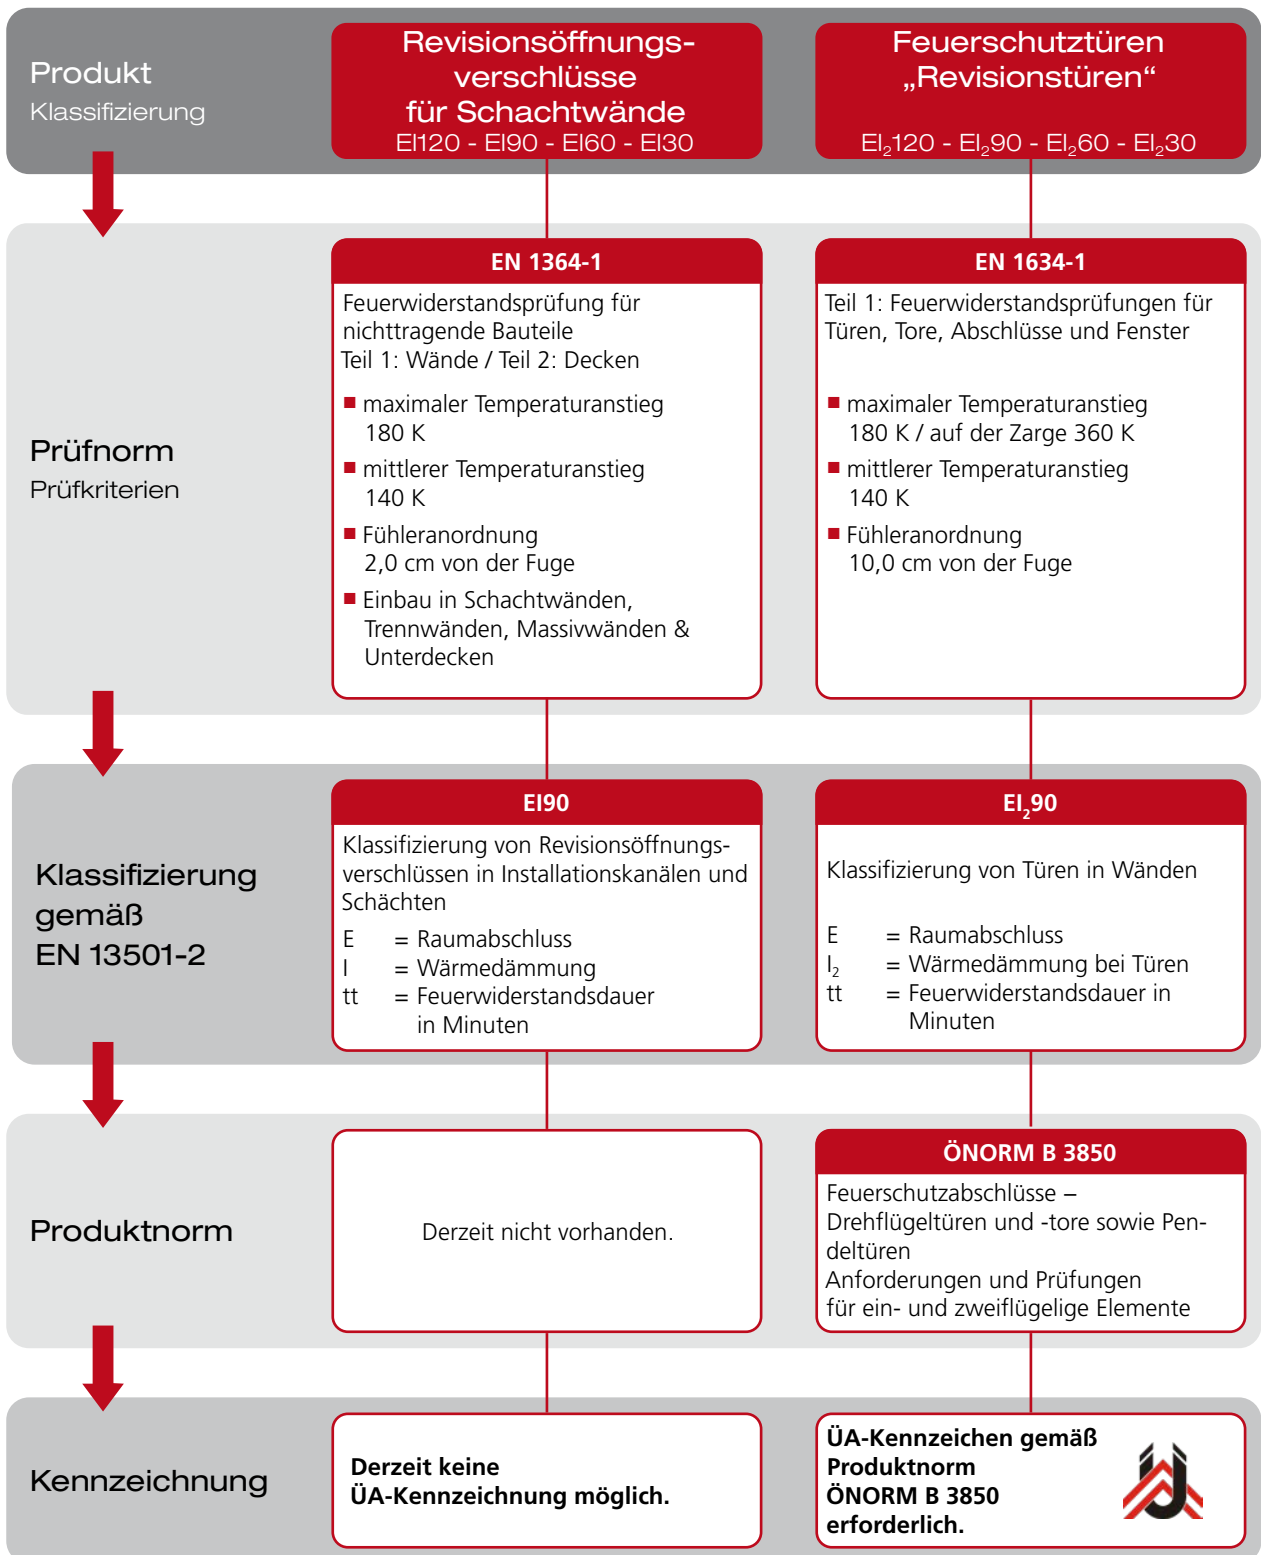 Produkt
Klassifizierung
Revisionsöffnungs-
verschlüsse
für Schachtwände
EI120 - EI90 - EI60 - EI30
Feuerschutztüren
„Revisionstüren“
EI₂120 - EI₂90 - EI₂60 - EI₂30
Prüfnorm
Prüfkriterien
EN 1364-1
Feuerwiderstandsprüfung für
nichttragende Bauteile
Teil 1: Wände / Teil 2: Decken
■ maximaler Temperaturanstieg
180 K
■ mittlerer Temperaturanstieg
140 K
■ Fühleranordnung
2,0 cm von der Fuge
■ Einbau in Schachtwänden,
Trennwänden, Massivwänden &
Unterdecken
EN 1634-1
Teil 1: Feuerwiderstandsprüfungen für
Türen, Tore, Abschlüsse und Fenster
■ maximaler Temperaturanstieg
180 K / auf der Zarge 360 K
■ mittlerer Temperaturanstieg
140 K
■ Fühleranordnung
10,0 cm von der Fuge
Klassifizierung
gemäß
EN 13501-2
EI90
Klassifizierung von Revisionsöffnungs-
verschlüssen in Installationskanälen und
Schächten
E = Raumabschluss
I = Wärmedämmung
tt = Feuerwiderstandsdauer
in Minuten
EI₂90
Klassifizierung von Türen in Wänden
E = Raumabschluss
I₂ = Wärmedämmung bei Türen
tt = Feuerwiderstandsdauer in
Minuten
Produktnorm
Derzeit nicht vorhanden.
ÖNORM B 3850
Feuerschutzabschlüsse –
Drehflügeltüren und -tore sowie Pen-
deltüren
Anforderungen und Prüfungen
für ein- und zweiflügelige Elemente
Kennzeichnung
Derzeit keine
ÜA-Kennzeichnung möglich.
ÜA-Kennzeichen gemäß
Produktnorm
ÖNORM B 3850
erforderlich.